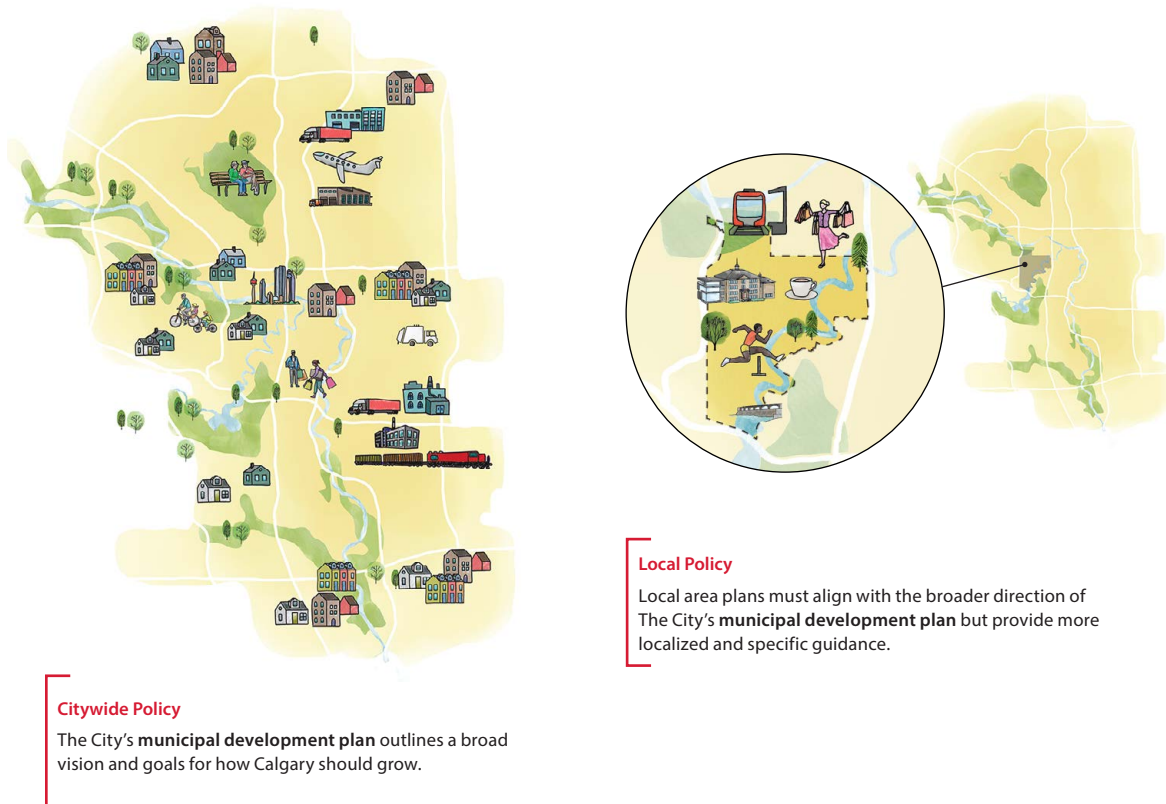 Citywide Policy
The City's municipal development plan outlines a broad
vision and goals for how Calgary should grow.
Local Policy
Local area plans must align with the broader direction of
The City's municipal development plan but provide more
localized and specific guidance.